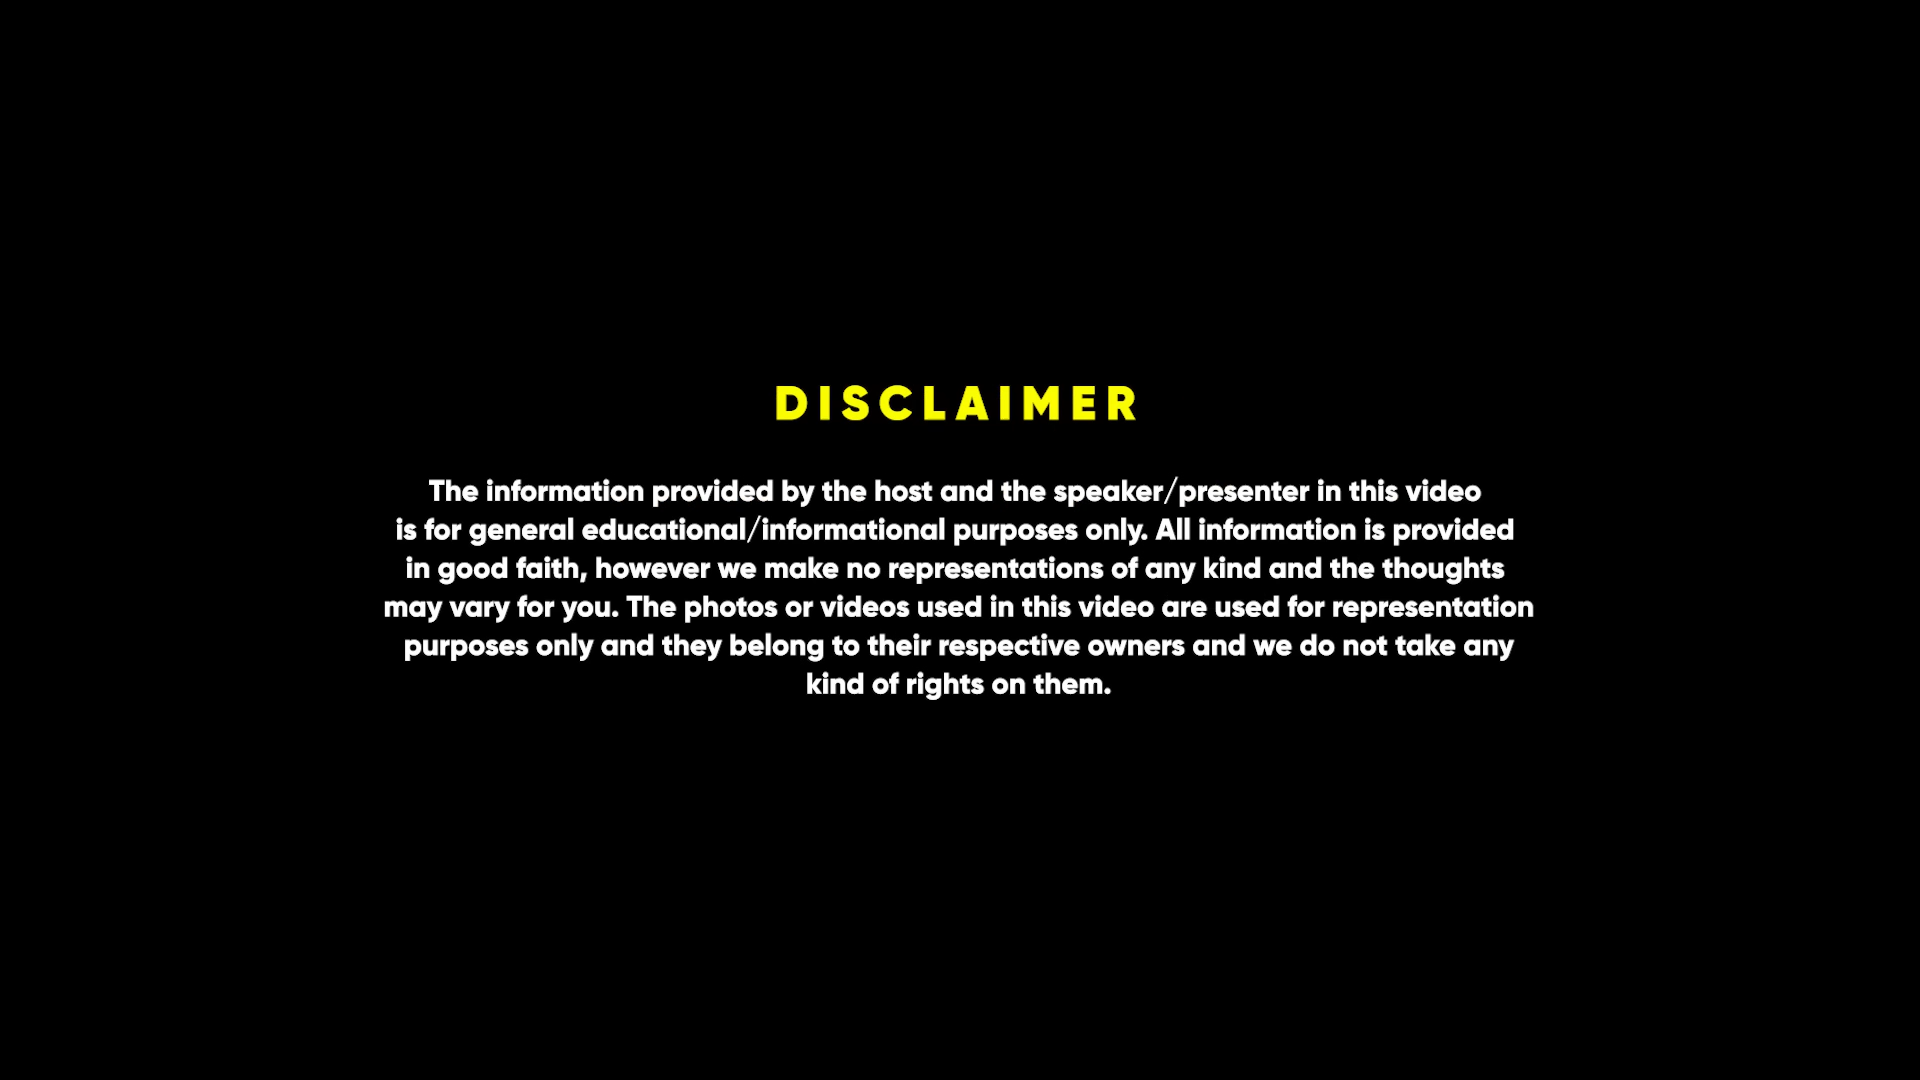 DISCLAIMER
The information provided by the host and the speaker/presenter in this video
is for general educational/informational purposes only. All information is provided
in good faith, however we make no representations of any kind and the thoughts
may vary for you. The photos or videos used in this video are used for representation
purposes only and they belong to their respective owners and we do not take any
kind of rights on them.